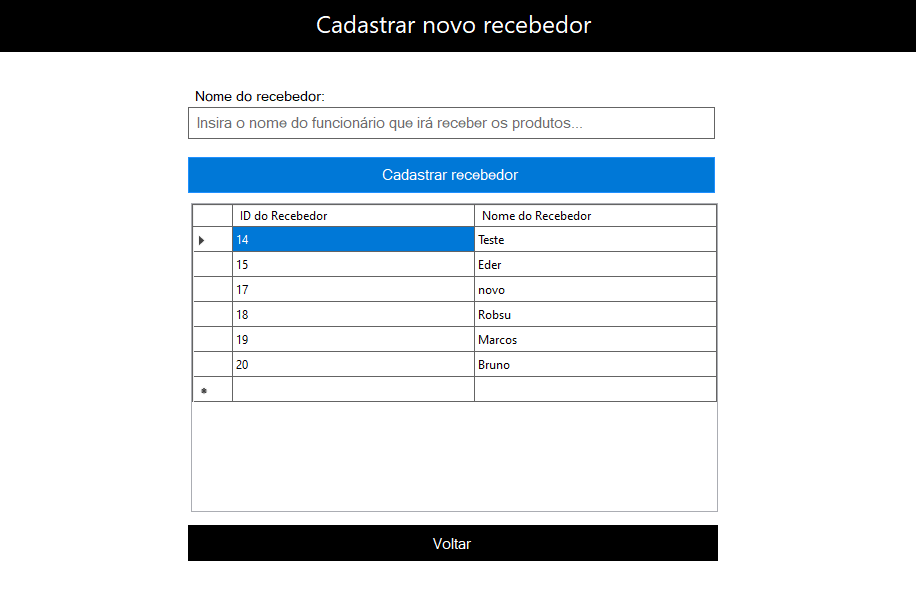 Cadastrar novo recebedor
Nome do recebedor:
Insira o nome do funcionário que irá receber os produtos...
Cadastrar recebedor
ID do Recebedor Nome do Recebedor
14 Teste
15 Eder
17 novo
18 Robsu
19 Marcos
20 Bruno
Voltar